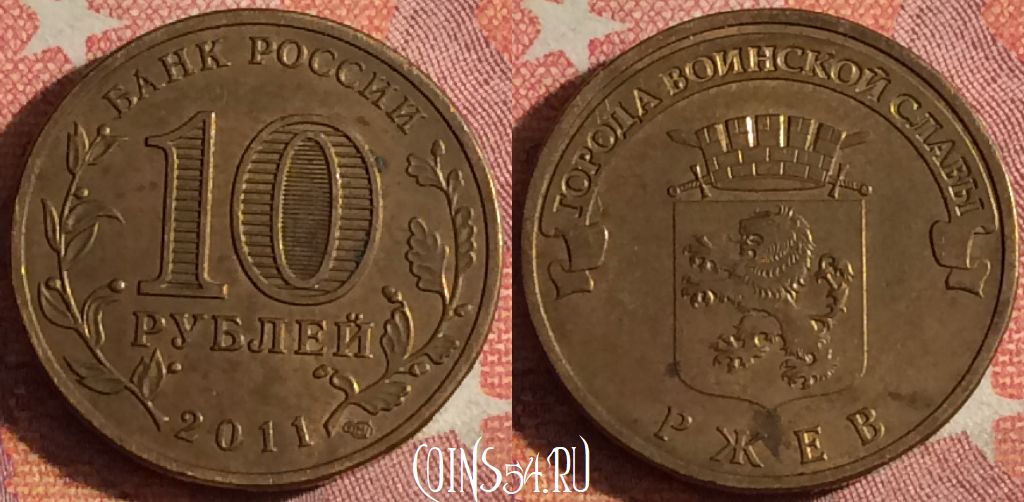 БАНК РОССИИ
10
РУБЛЕЙ
2011
ГОРОДА ВОИНСКОЙ СЛАВЫ
РЖЕВ
COINS54.RU